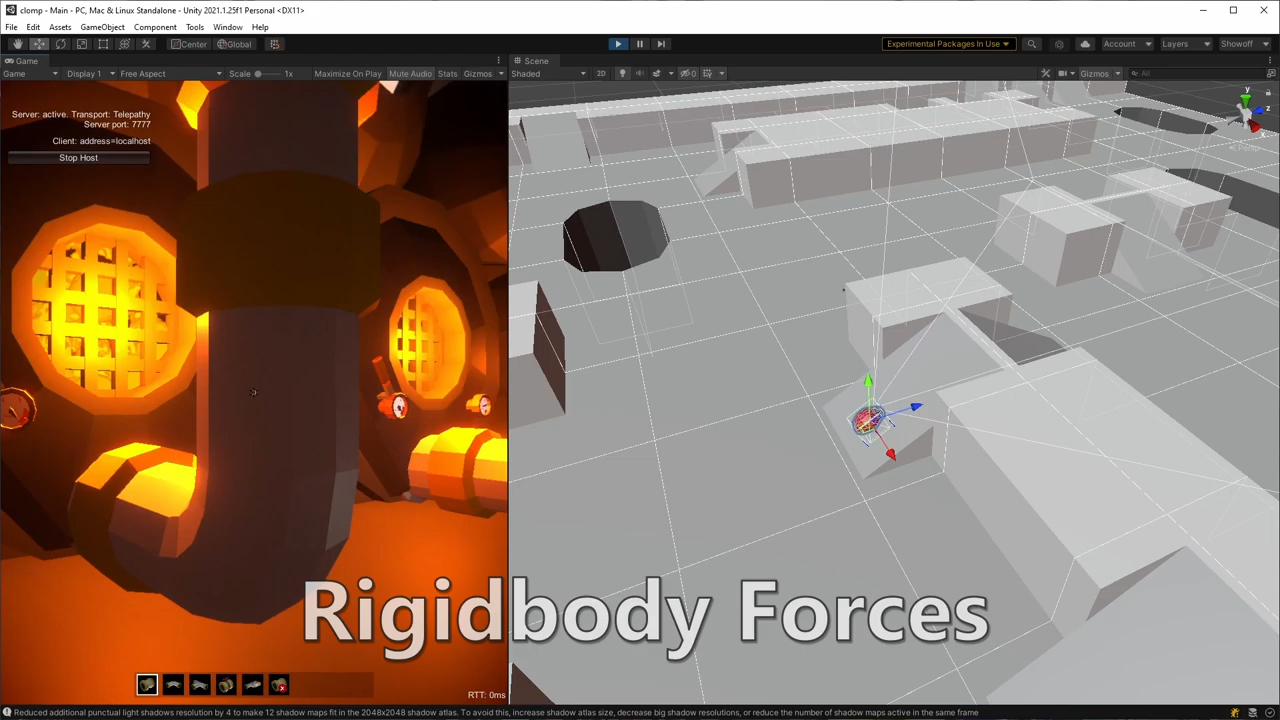 clomp - Main - PC, Mac & Linux Standalone - Unity 2021.1.25f1 Personal <DX11>
File Edit Assets GameObject Component Tools Window Help
Center Global Experimental Packages In Use Account Layers Showoff
Game Scene
Game Display 1 Free Aspect Scale 1x Maximize On Play Mute Audio Stats Gizmos Shaded 2D 0 Gizmos All
Server: active. Transport: Telepathy
Server port: 7777
Client: address=localhost
Stop Host
y
z
Persp
Rigidbody Forces
RTT: 0ms
Reduced additional punctual light shadows resolution by 4 to make 12 shadow maps fit in the 2048x2048 shadow atlas. To avoid this, increase shadow atlas size, decrease big shadow resolutions, or reduce the number of shadow maps active in the same frame